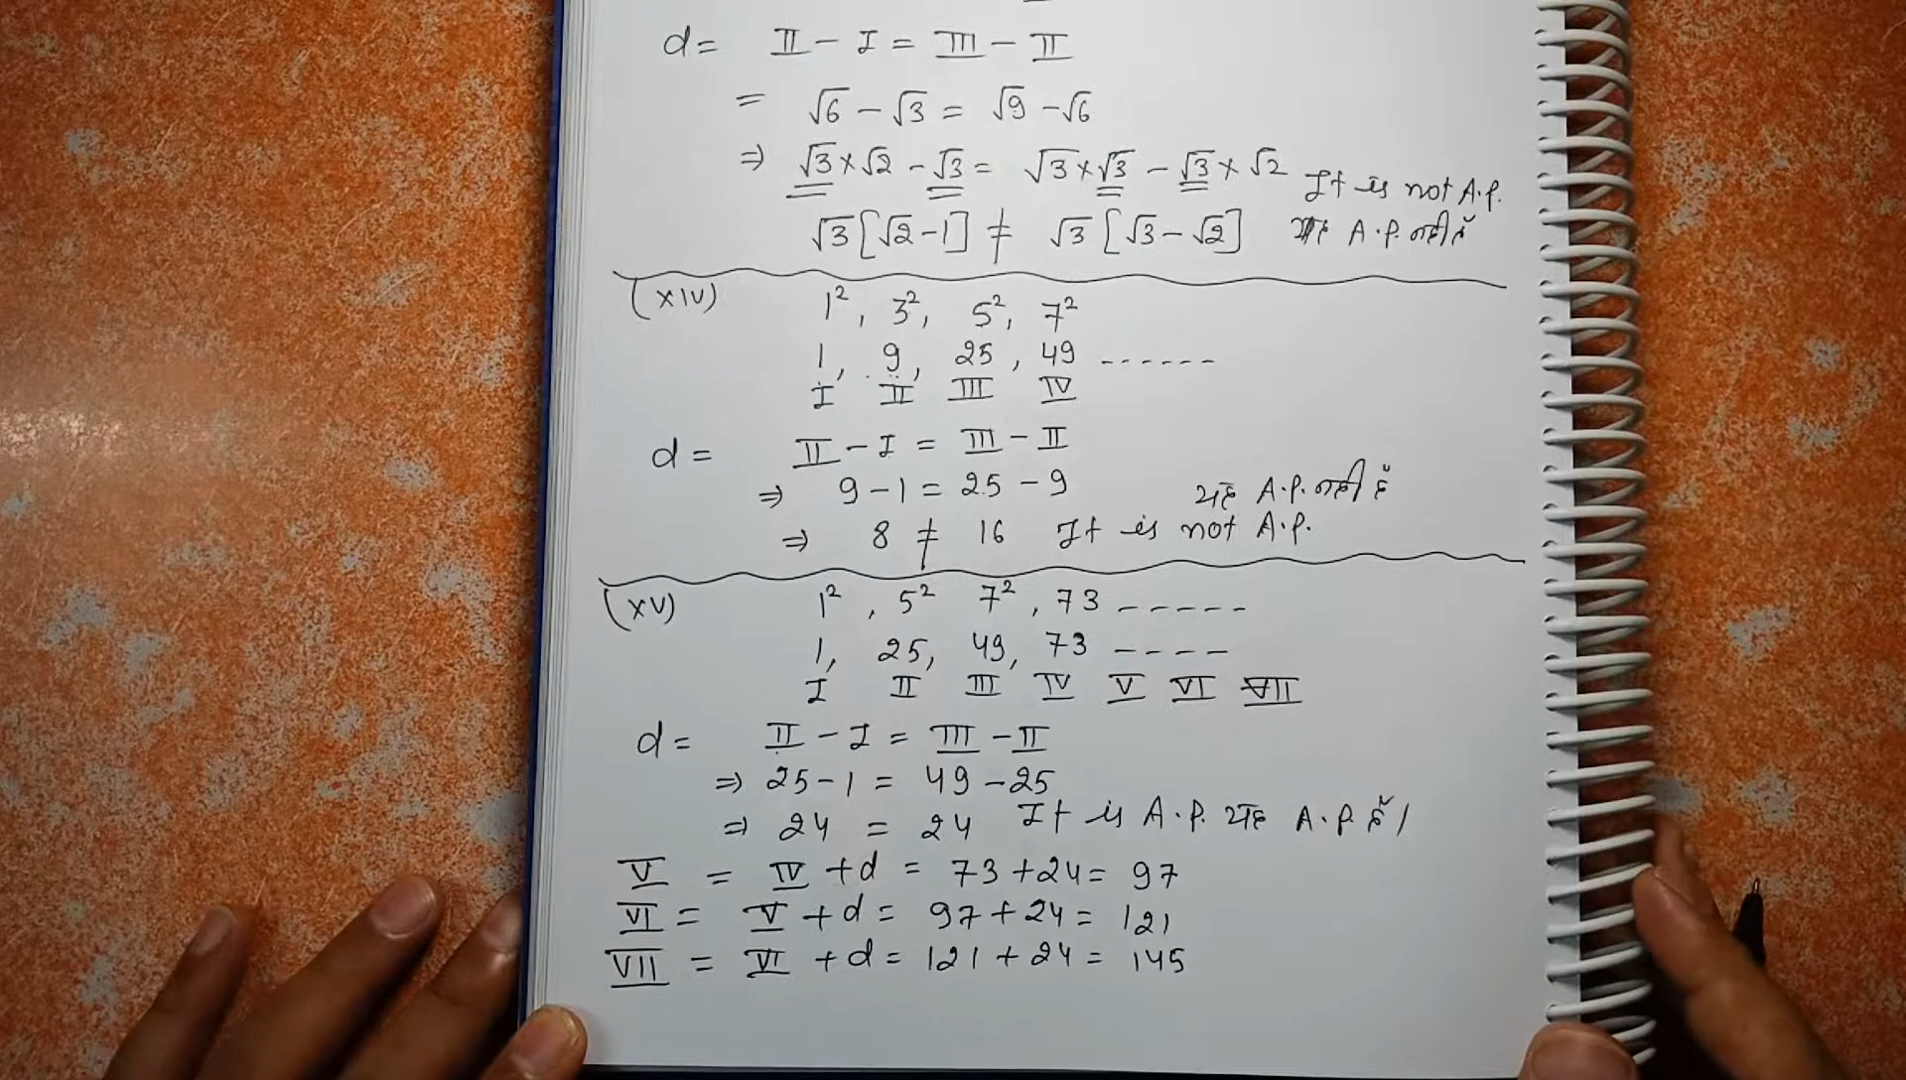 d = II - I = III - II
= √6 - √3 = √9 - √6
⇒ √3 × √2 - √3 = √3 × √3 - √3 × √2 It is not A.P.
√3 [√2 - 1] ≠ √3 [√3 - √2] यह A.P. नहीं हैं
(XIV) 1², 3², 5², 7²
1, 9, 25, 49 ------
I II III IV
d = II - I = III - II
⇒ 9 - 1 = 25 - 9 यह A.P. नहीं हैं
⇒ 8 ≠ 16 It is not A.P.
(XV) 1², 5² 7², 73 -----
1, 25, 49, 73 ----
I II III IV V VI VII
d = II - I = III - II
⇒ 25 - 1 = 49 - 25
⇒ 24 = 24 It is A.P. यह A.P. हैं।
V = IV + d = 73 + 24 = 97
VI = V + d = 97 + 24 = 121
VII = VI + d = 121 + 24 = 145